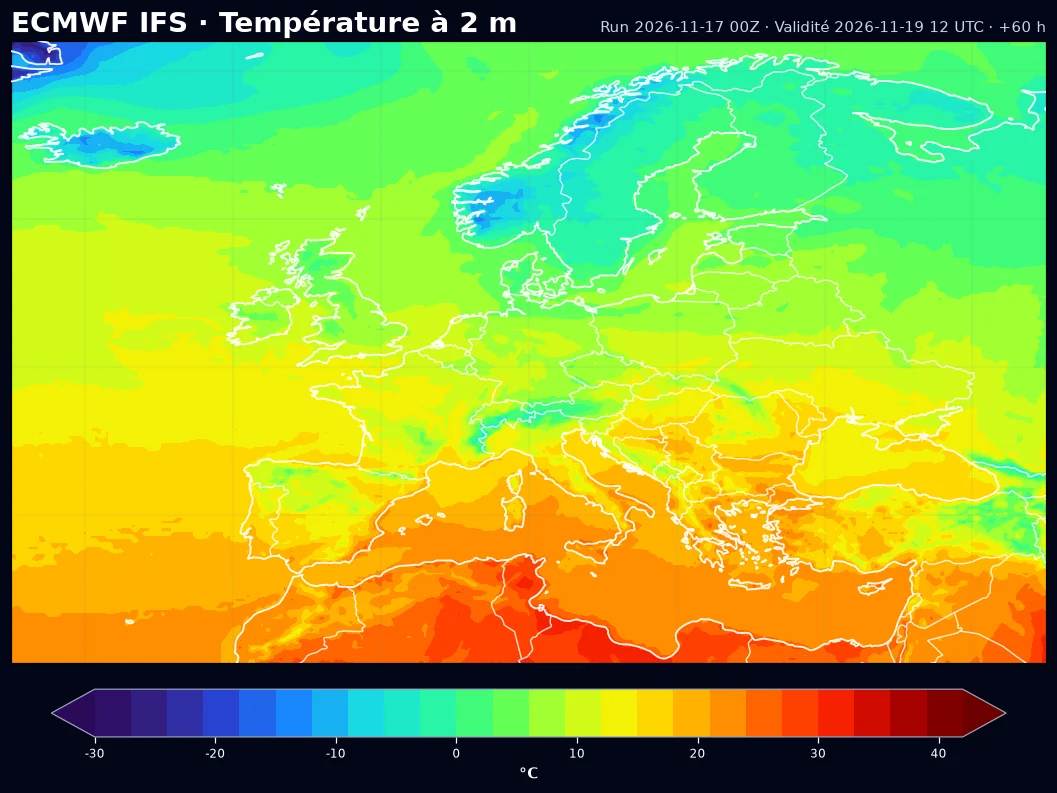 ECMWF IFS · Température à 2 m
Run 2026-11-17 00Z · Validité 2026-11-19 12 UTC · +60 h
-30 -20 -10 0 10 20 30 40
°C